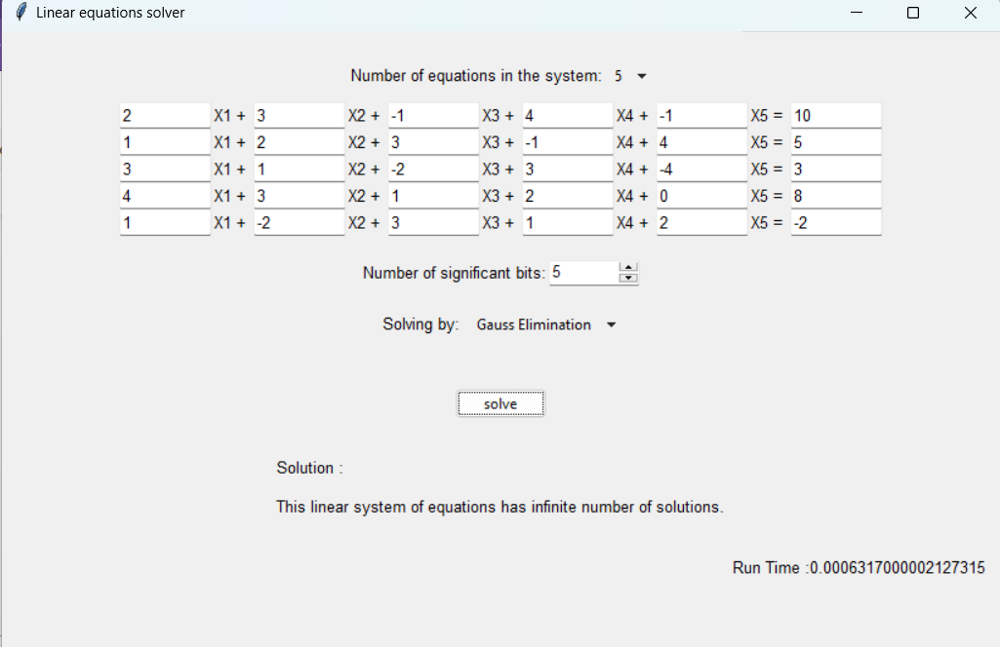 Linear equations solver
Number of equations in the system: 5
2 X1 + 3 X2 + -1 X3 + 4 X4 + -1 X5 = 10
1 X1 + 2 X2 + 3 X3 + -1 X4 + 4 X5 = 5
3 X1 + 1 X2 + -2 X3 + 3 X4 + -4 X5 = 3
4 X1 + 3 X2 + 1 X3 + 2 X4 + 0 X5 = 8
1 X1 + -2 X2 + 3 X3 + 1 X4 + 2 X5 = -2
Number of significant bits: 5
Solving by: Gauss Elimination
solve
Solution :
This linear system of equations has infinite number of solutions.
Run Time :0.0006317000002127315